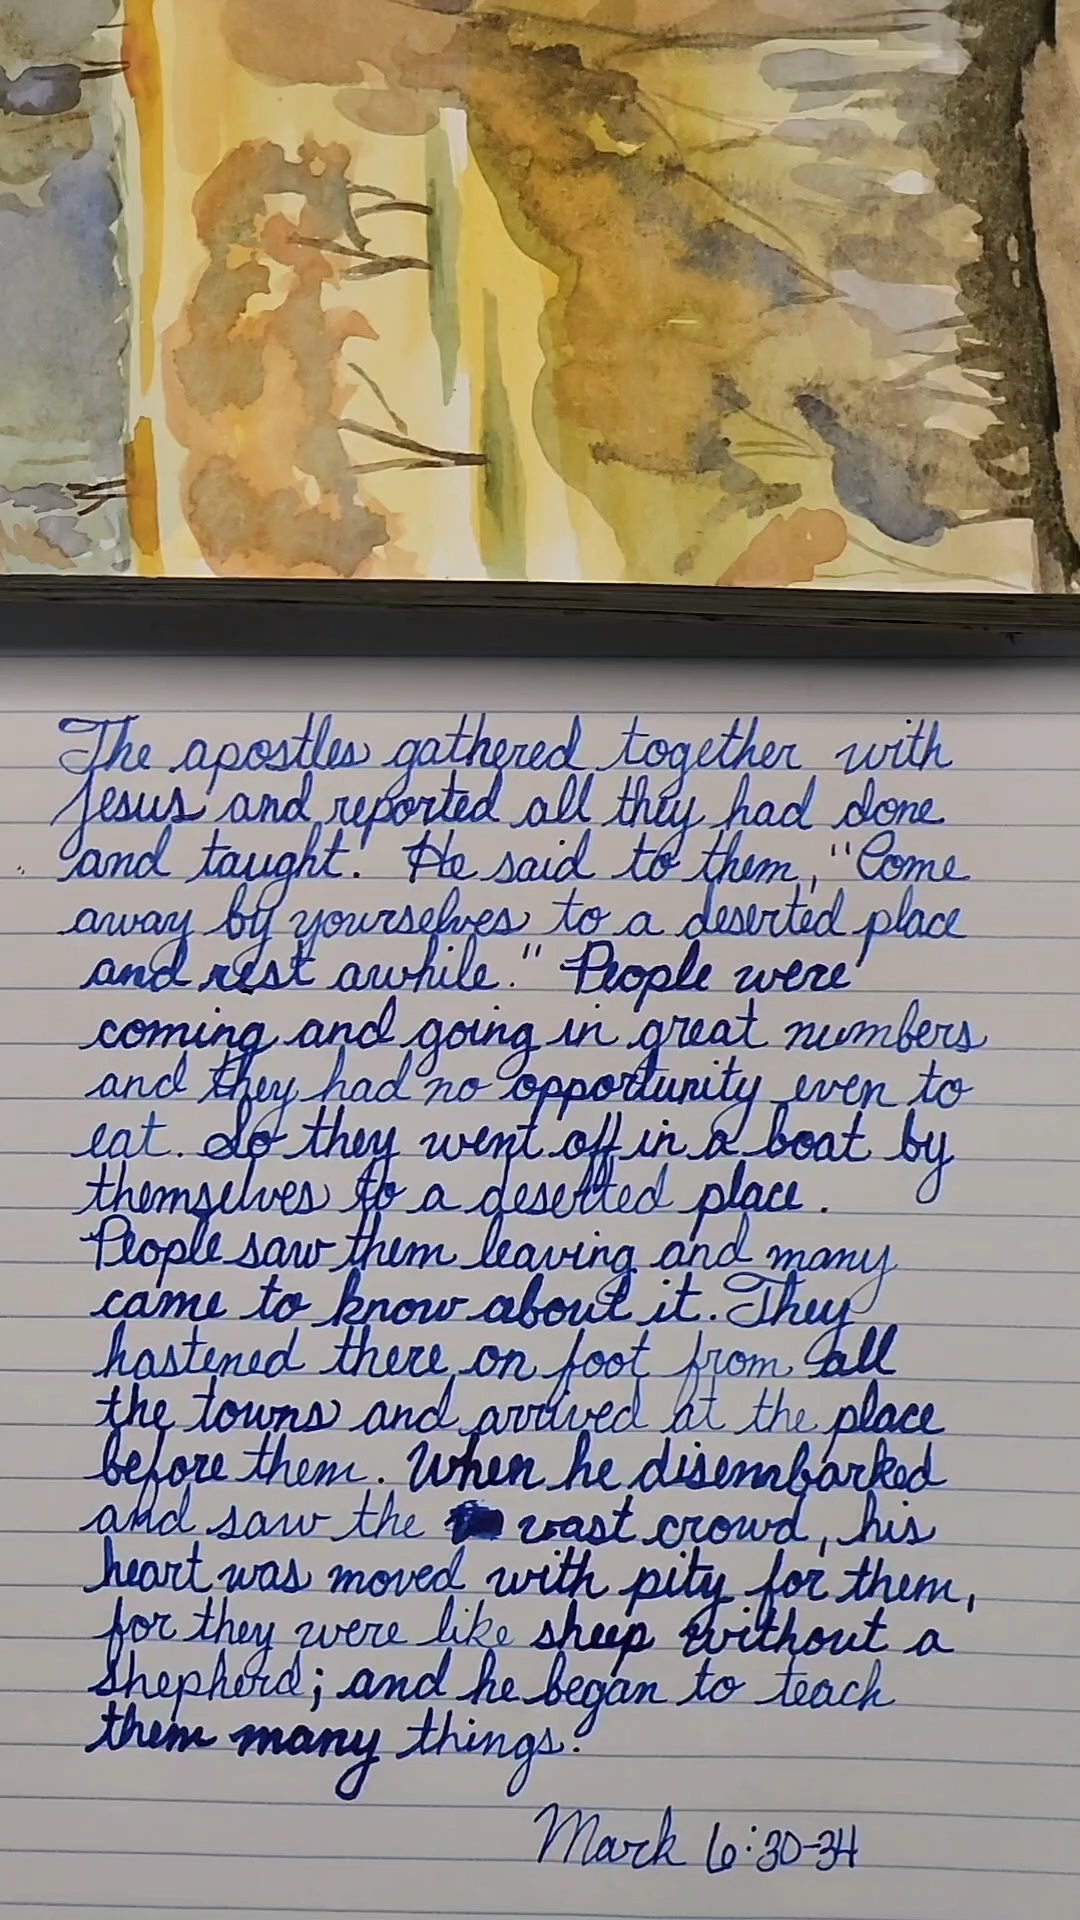 The apostles gathered together with
Jesus and reported all they had done
and taught. He said to them, "Come
away by yourselves to a deserted place
and rest awhile." People were
coming and going in great numbers
and they had no opportunity even to
eat. So they went off in a boat by
themselves to a deserted place.
People saw them leaving and many
came to know about it. They
hastened there on foot from all
the towns and arrived at the place
before them. When he disembarked
and saw the vast crowd, his
heart was moved with pity for them,
for they were like sheep without a
shepherd; and he began to teach
them many things.
Mark 6:30-34